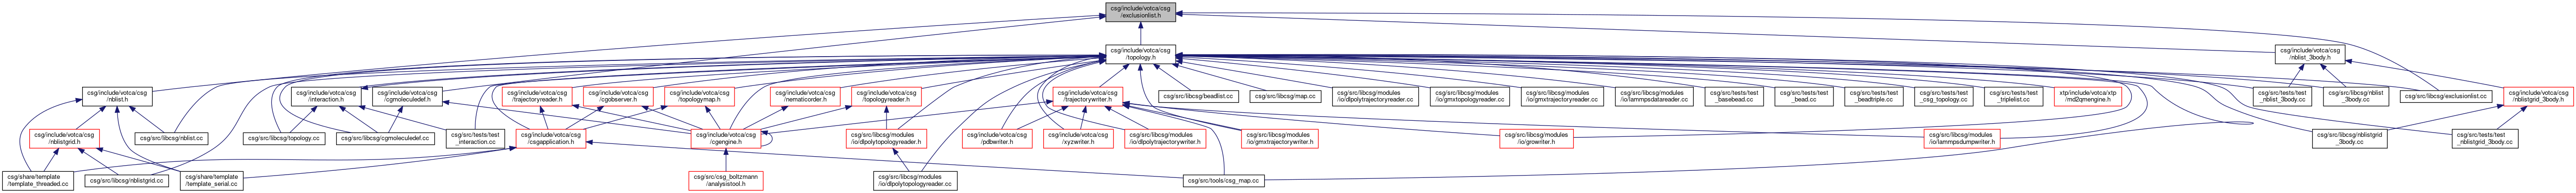 csg/include/votca/csg
/exclusionlist.h
csg/include/votca/csg
/topology.h
csg/include/votca/csg
/nblist_3body.h
csg/include/votca/csg
/nblist.h
csg/include/votca/csg
/interaction.h
csg/include/votca/csg
/cgmoleculedef.h
csg/include/votca/csg
/trajectoryreader.h
csg/include/votca/csg
/cgobserver.h
csg/include/votca/csg
/topologymap.h
csg/include/votca/csg
/nematicorder.h
csg/include/votca/csg
/topologyreader.h
csg/include/votca/csg
/trajectorywriter.h
csg/src/libcsg/beadlist.cc
csg/src/libcsg/map.cc
csg/src/libcsg/modules
/io/dlpolytrajectoryreader.cc
csg/src/libcsg/modules
/io/gmxtopologyreader.cc
csg/src/libcsg/modules
/io/gmxtrajectoryreader.cc
csg/src/libcsg/modules
/io/lammpsdatareader.cc
csg/src/tests/test
_basebead.cc
csg/src/tests/test
_bead.cc
csg/src/tests/test
_beadtriple.cc
csg/src/tests/test
_csg_topology.cc
csg/src/tests/test
_triplelist.cc
xtp/include/votca/xtp
/md2qmengine.h
csg/src/tests/test
_nblist_3body.cc
csg/src/libcsg/nblist
_3body.cc
csg/src/libcsg/exclusionlist.cc
csg/include/votca/csg
/nblistgrid_3body.h
csg/include/votca/csg
/nblistgrid.h
csg/src/libcsg/nblist.cc
csg/src/libcsg/topology.cc
csg/src/libcsg/cgmoleculedef.cc
csg/src/tests/test
_interaction.cc
csg/include/votca/csg
/csgapplication.h
csg/include/votca/csg
/cgengine.h
csg/src/libcsg/modules
/io/dlpolytopologyreader.h
csg/include/votca/csg
/pdbwriter.h
csg/include/votca/csg
/xyzwriter.h
csg/src/libcsg/modules
/io/dlpolytrajectorywriter.h
csg/src/libcsg/modules
/io/gmxtrajectorywriter.h
csg/src/libcsg/modules
/io/growriter.h
csg/src/libcsg/modules
/io/lammpsdumpwriter.h
csg/src/libcsg/nblistgrid
_3body.cc
csg/src/tests/test
_nblistgrid_3body.cc
csg/share/template
/template_threaded.cc
csg/src/libcsg/nblistgrid.cc
csg/share/template
/template_serial.cc
csg/src/csg_boltzmann
/analysistool.h
csg/src/libcsg/modules
/io/dlpolytopologyreader.cc
csg/src/tools/csg_map.cc